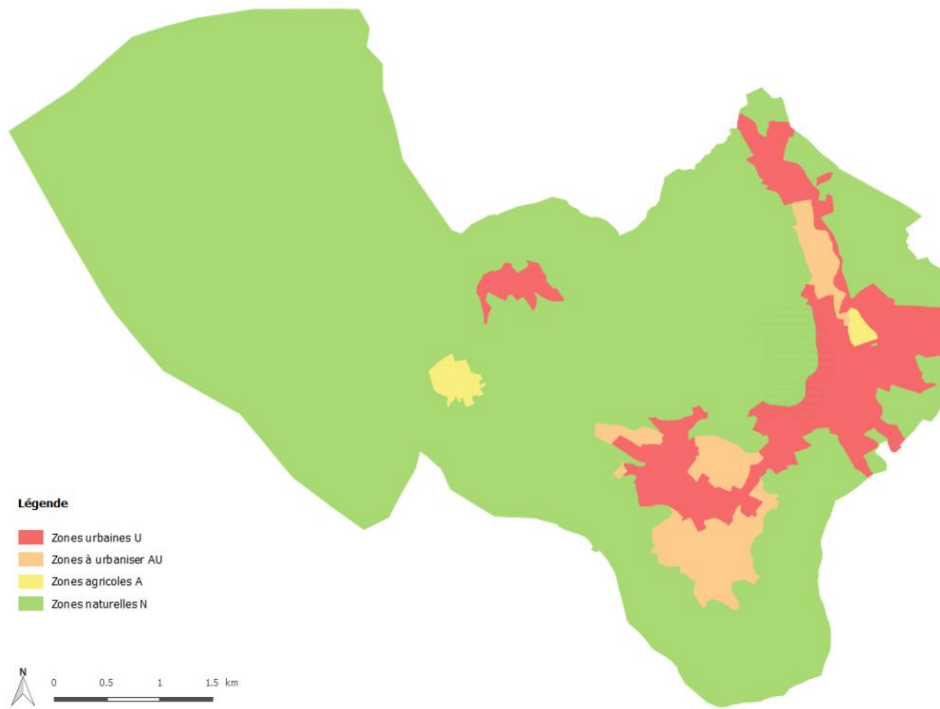 Légende
Zones urbaines U
Zones à urbaniser AU
Zones agricoles A
Zones naturelles N
N
0 0.5 1 1.5 km